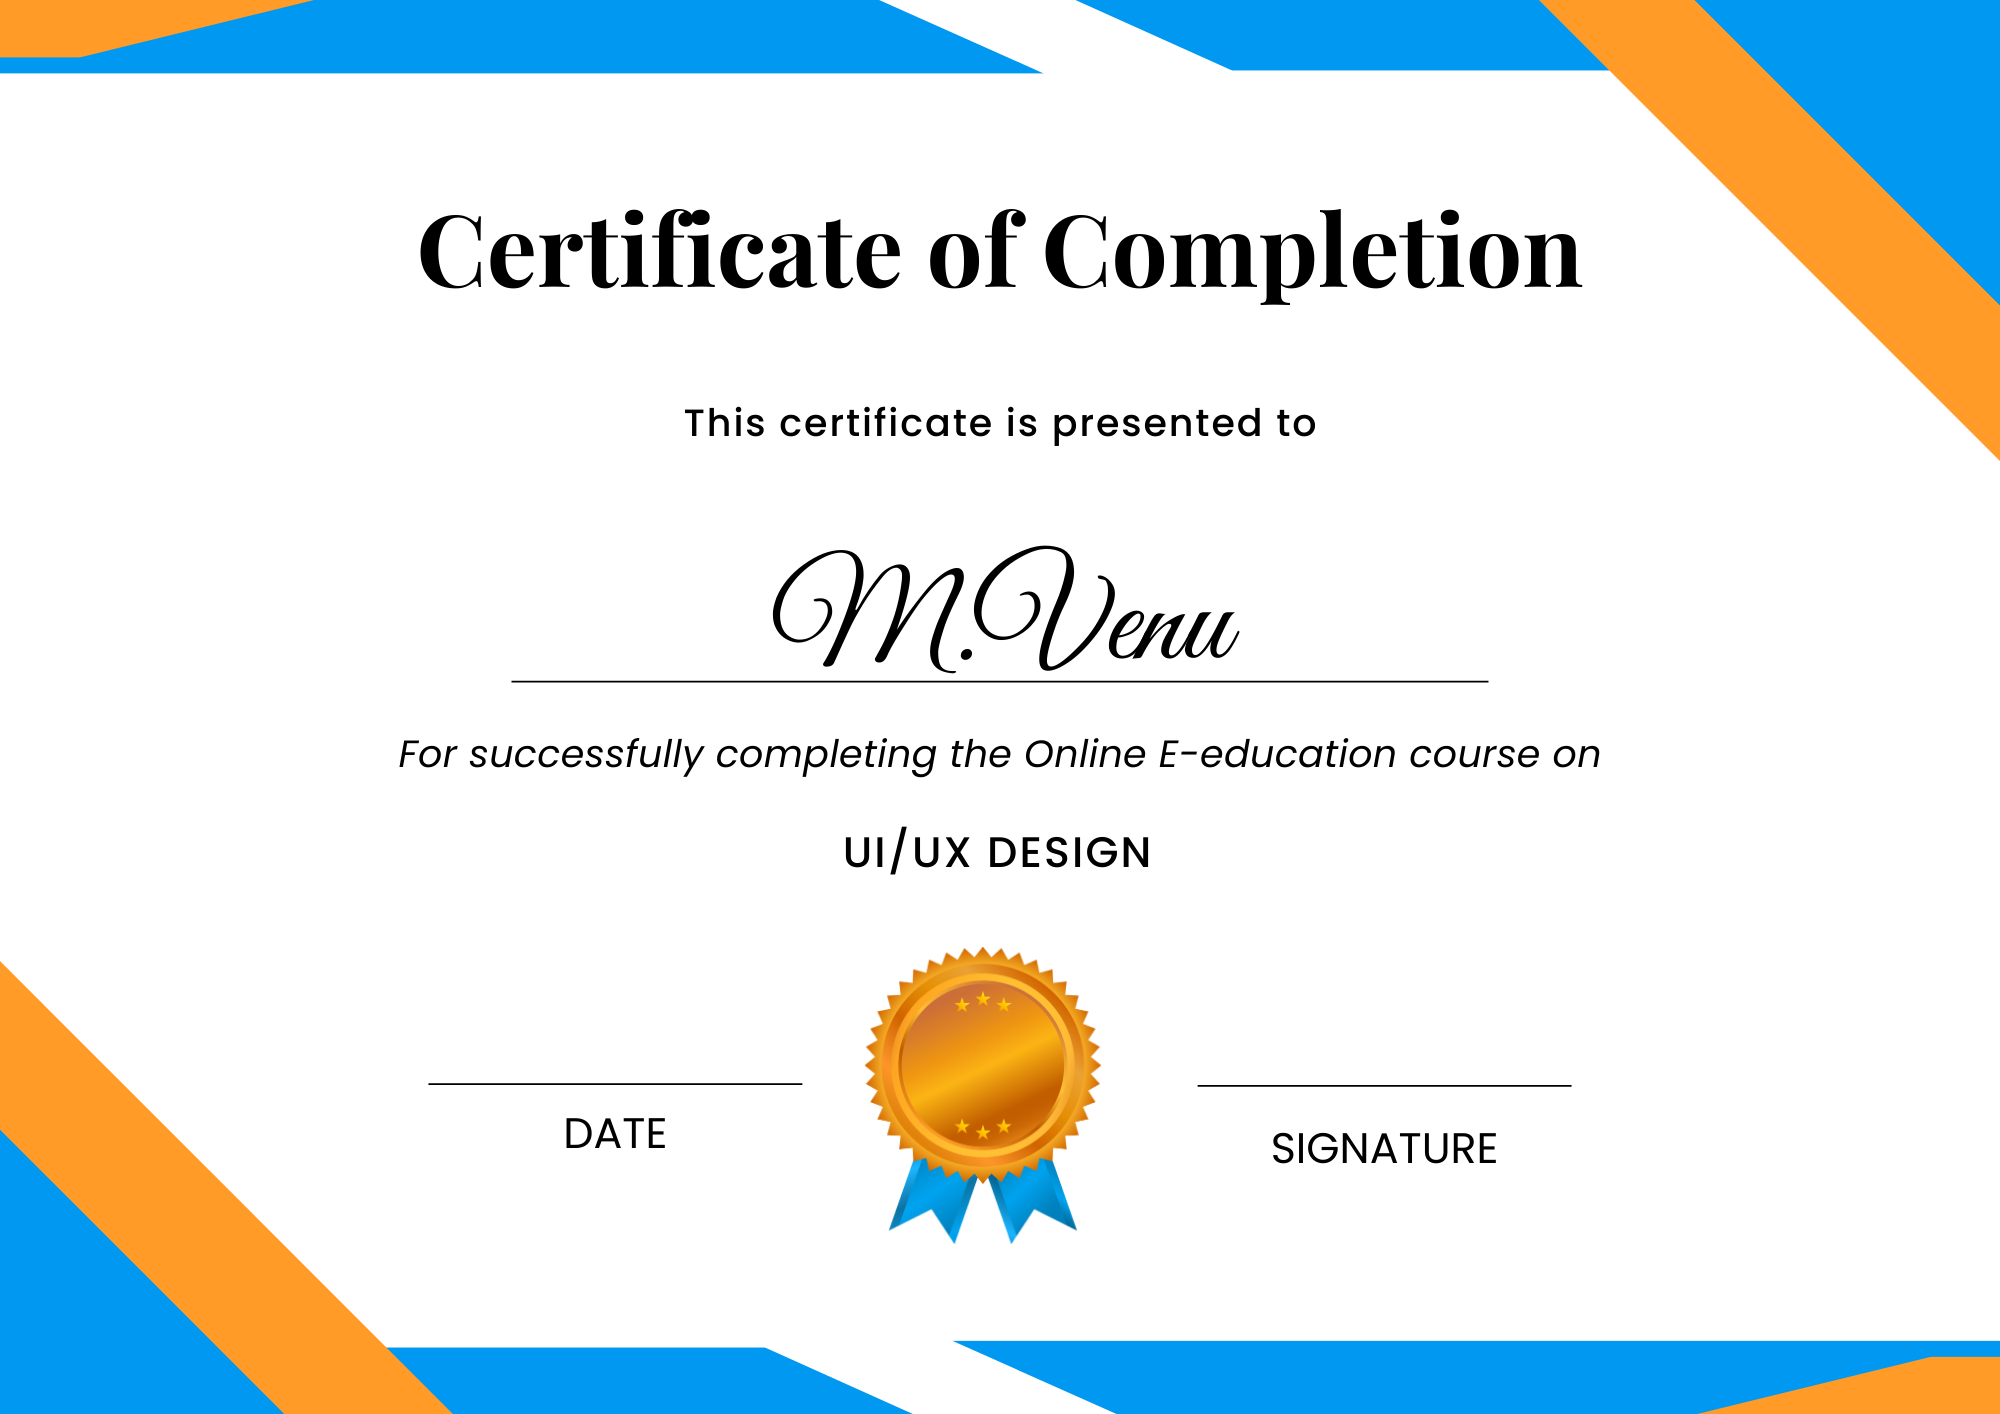 Certificate of Completion
This certificate is presented to
M.Venu
For successfully completing the Online E-education course on
UI/UX DESIGN
DATE
SIGNATURE